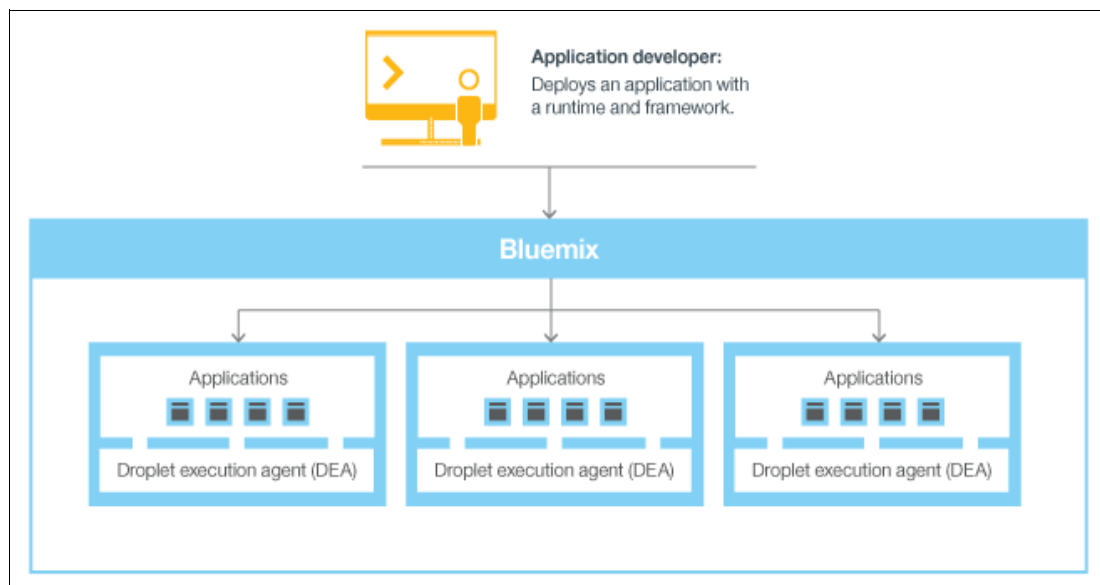 Application developer:
Deploys an application with
a runtime and framework.
Bluemix
Applications
Applications
Applications
Droplet execution agent (DEA)
Droplet execution agent (DEA)
Droplet execution agent (DEA)